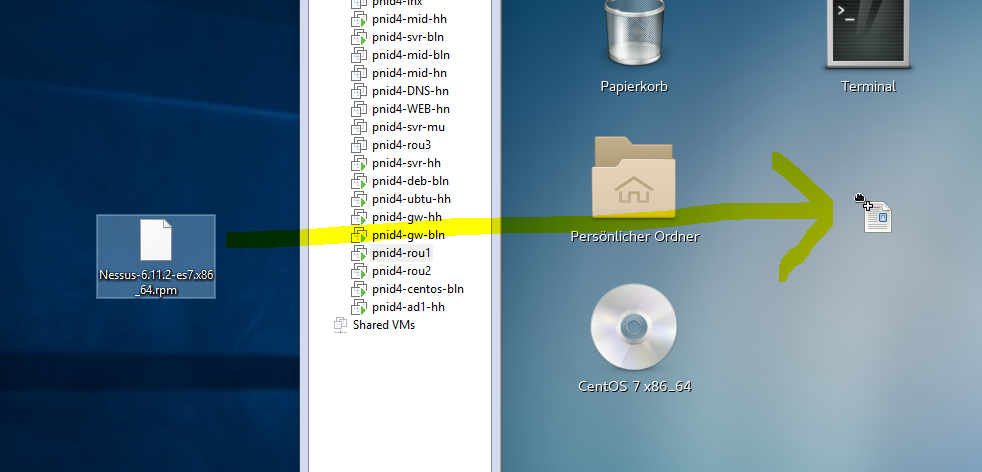 pnid4-lnx
pnid4-mid-hh
pnid4-svr-bln
pnid4-mid-bln
pnid4-mid-hn
pnid4-DNS-hn
pnid4-WEB-hn
pnid4-svr-mu
pnid4-rou3
pnid4-svr-hh
pnid4-deb-bln
pnid4-ubtu-hh
pnid4-gw-hh
pnid4-gw-bln
pnid4-rou1
pnid4-rou2
pnid4-centos-bln
pnid4-ad1-hh
Shared VMs
Nessus-6.11.2-es7.x86
_64.rpm
>_
Papierkorb
Terminal
Persönlicher Ordner
CentOS 7 x86_64